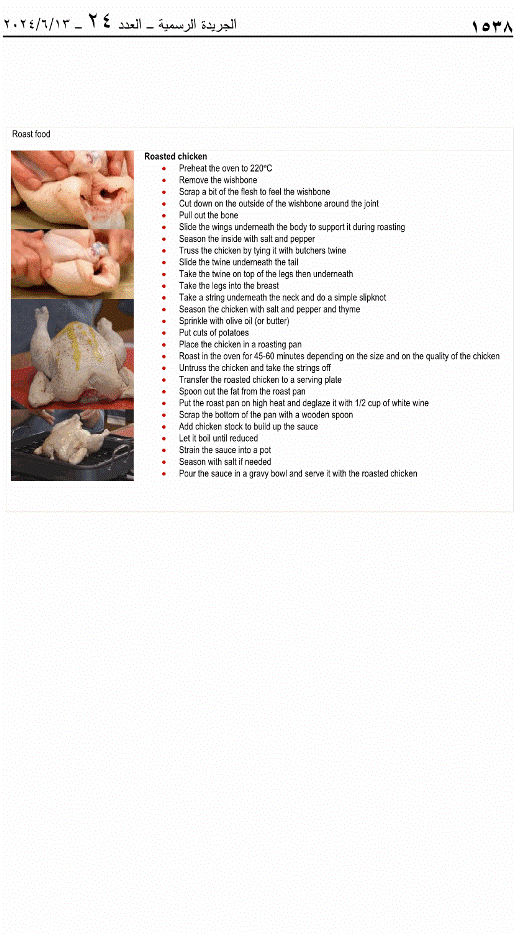 ١٥٣٨ الجريدة الرسمية ــ العدد ٢٤ ــ ٢٠٢٤/٦/١٣
Roast food
Roasted chicken
• Preheat the oven to 220°C
• Remove the wishbone
• Scrap a bit of the flesh to feel the wishbone
• Cut down on the outside of the wishbone around the joint
• Pull out the bone
• Slide the wings underneath the body to support it during roasting
• Season the inside with salt and pepper
• Truss the chicken by tying it with butchers twine
• Slide the twine underneath the tail
• Take the twine on top of the legs then underneath
• Take the legs into the breast
• Take a string underneath the neck and do a simple slipknot
• Season the chicken with salt and pepper and thyme
• Sprinkle with olive oil (or butter)
• Put cuts of potatoes
• Place the chicken in a roasting pan
• Roast in the oven for 45-60 minutes depending on the size and on the quality of the chicken
• Untruss the chicken and take the strings off
• Transfer the roasted chicken to a serving plate
• Spoon out the fat from the roast pan
• Put the roast pan on high heat and deglaze it with 1/2 cup of white wine
• Scrap the bottom of the pan with a wooden spoon
• Add chicken stock to build up the sauce
• Let it boil until reduced
• Strain the sauce into a pot
• Season with salt if needed
• Pour the sauce in a gravy bowl and serve it with the roasted chicken